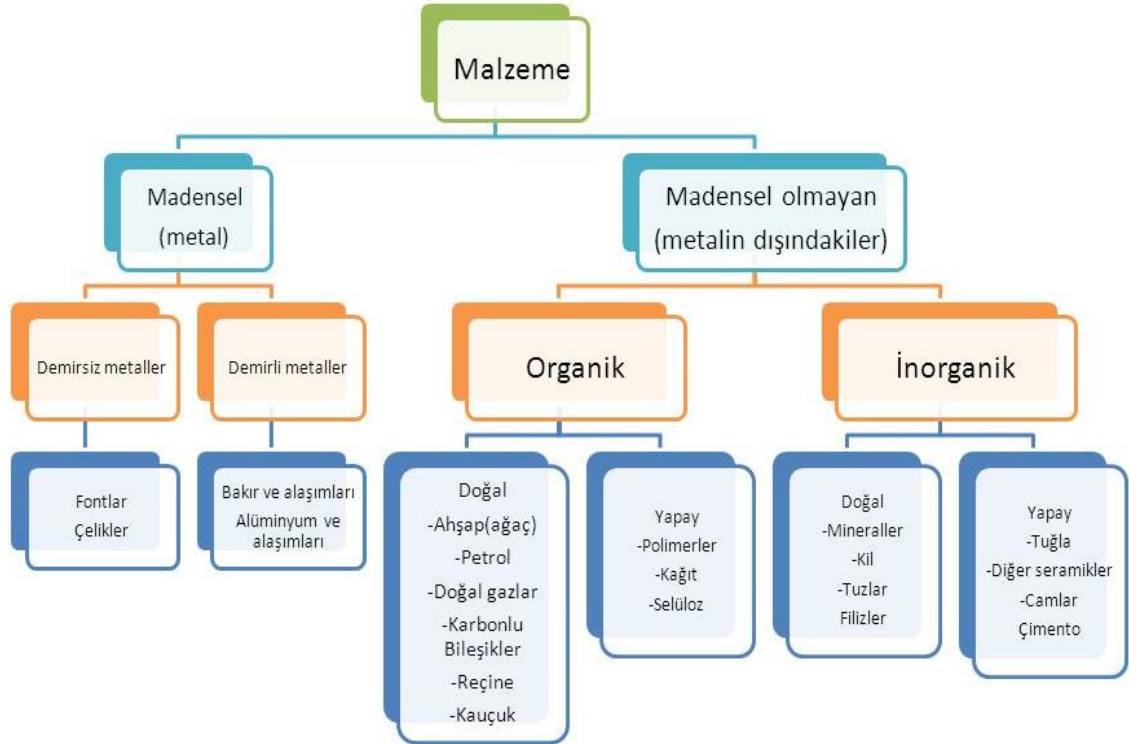 Malzeme
Madensel
(metal)
Madensel olmayan
(metalin dışındakiler)
Demirsiz metaller
Demirli metaller
Organik
İnorganik
Fontlar
Çelikler
Bakır ve alaşımları
Alüminyum ve
alaşımları
Doğal
-Ahşap(ağaç)
-Petrol
-Doğal gazlar
-Karbonlu
Bileşikler
-Reçine
-Kauçuk
Yapay
-Polimerler
-Kağıt
-Selüloz
Doğal
-Mineraller
-Kil
-Tuzlar
Filizler
Yapay
-Tuğla
-Diğer seramikler
-Camlar
Çimento